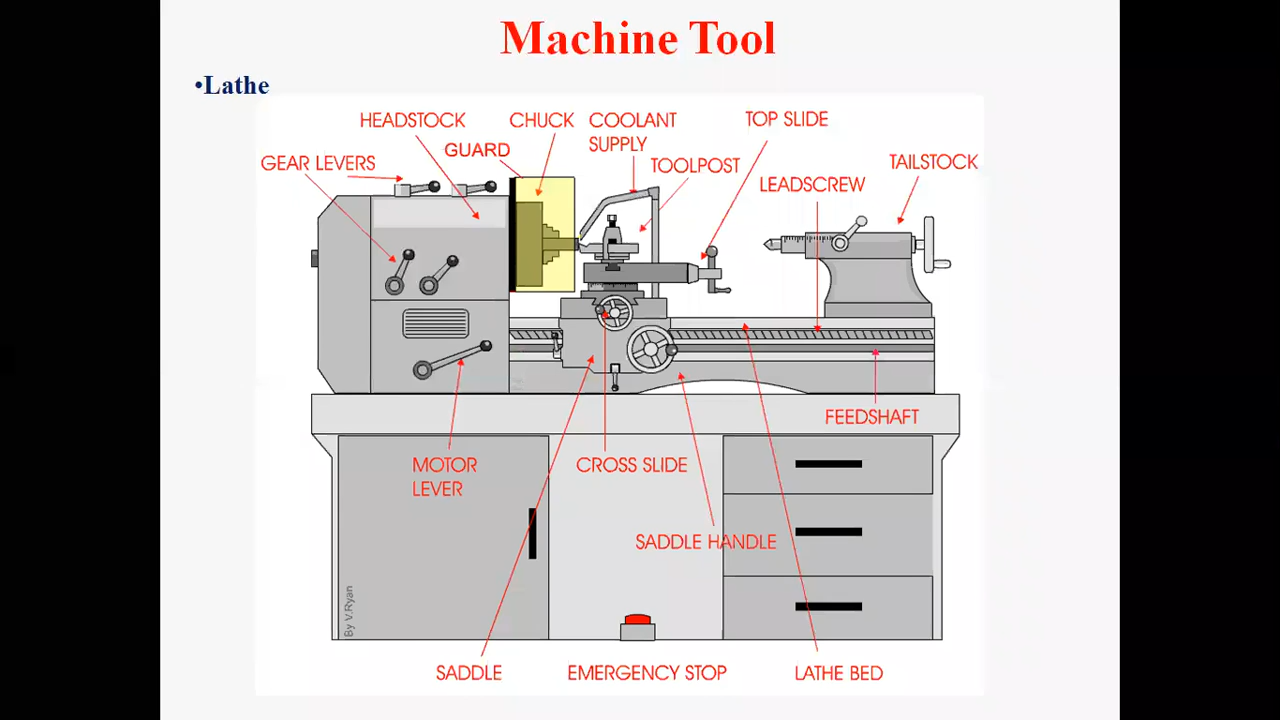 Machine Tool
•Lathe
HEADSTOCK
CHUCK
COOLANT
SUPPLY
TOP SLIDE
GUARD
GEAR LEVERS
TOOLPOST
TAILSTOCK
LEADSCREW
FEEDSHAFT
MOTOR
LEVER
CROSS SLIDE
SADDLE HANDLE
By V.Ryan
SADDLE
EMERGENCY STOP
LATHE BED